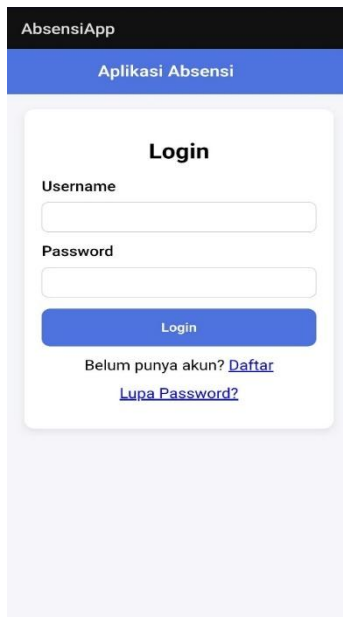 AbsensiApp
Aplikasi Absensi
Login
Username
Password
Login
Belum punya akun? Daftar
Lupa Password?